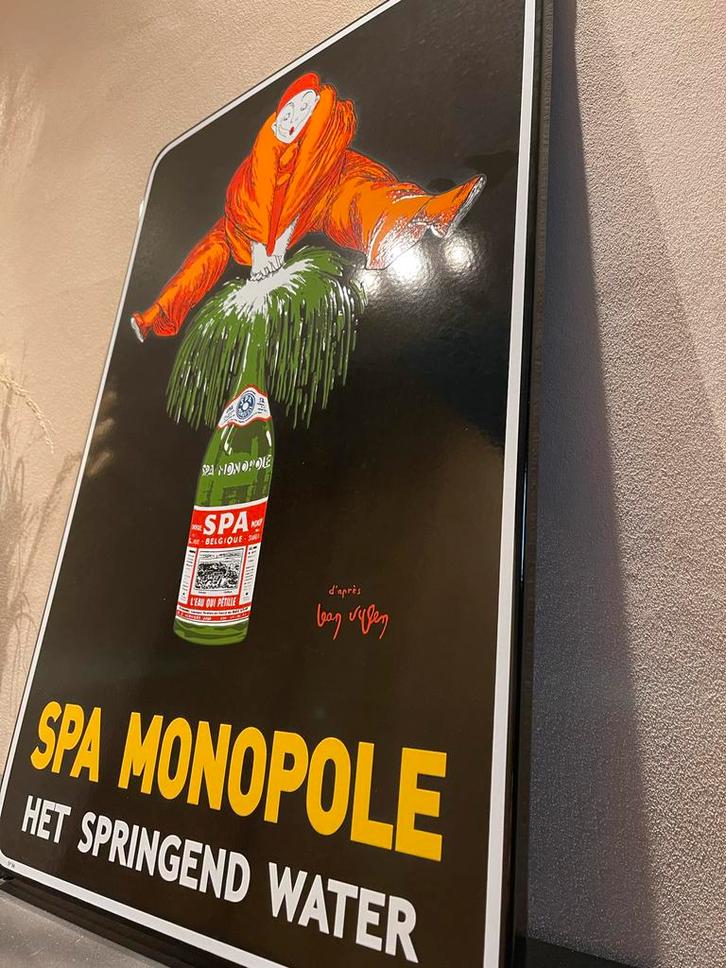 SPA MONOPOLE
SPA
BELGIQUE
L'EAU QUI PÉTILLE
d'après
Jean d'Ylen
SPA MONOPOLE
HET SPRINGEND WATER